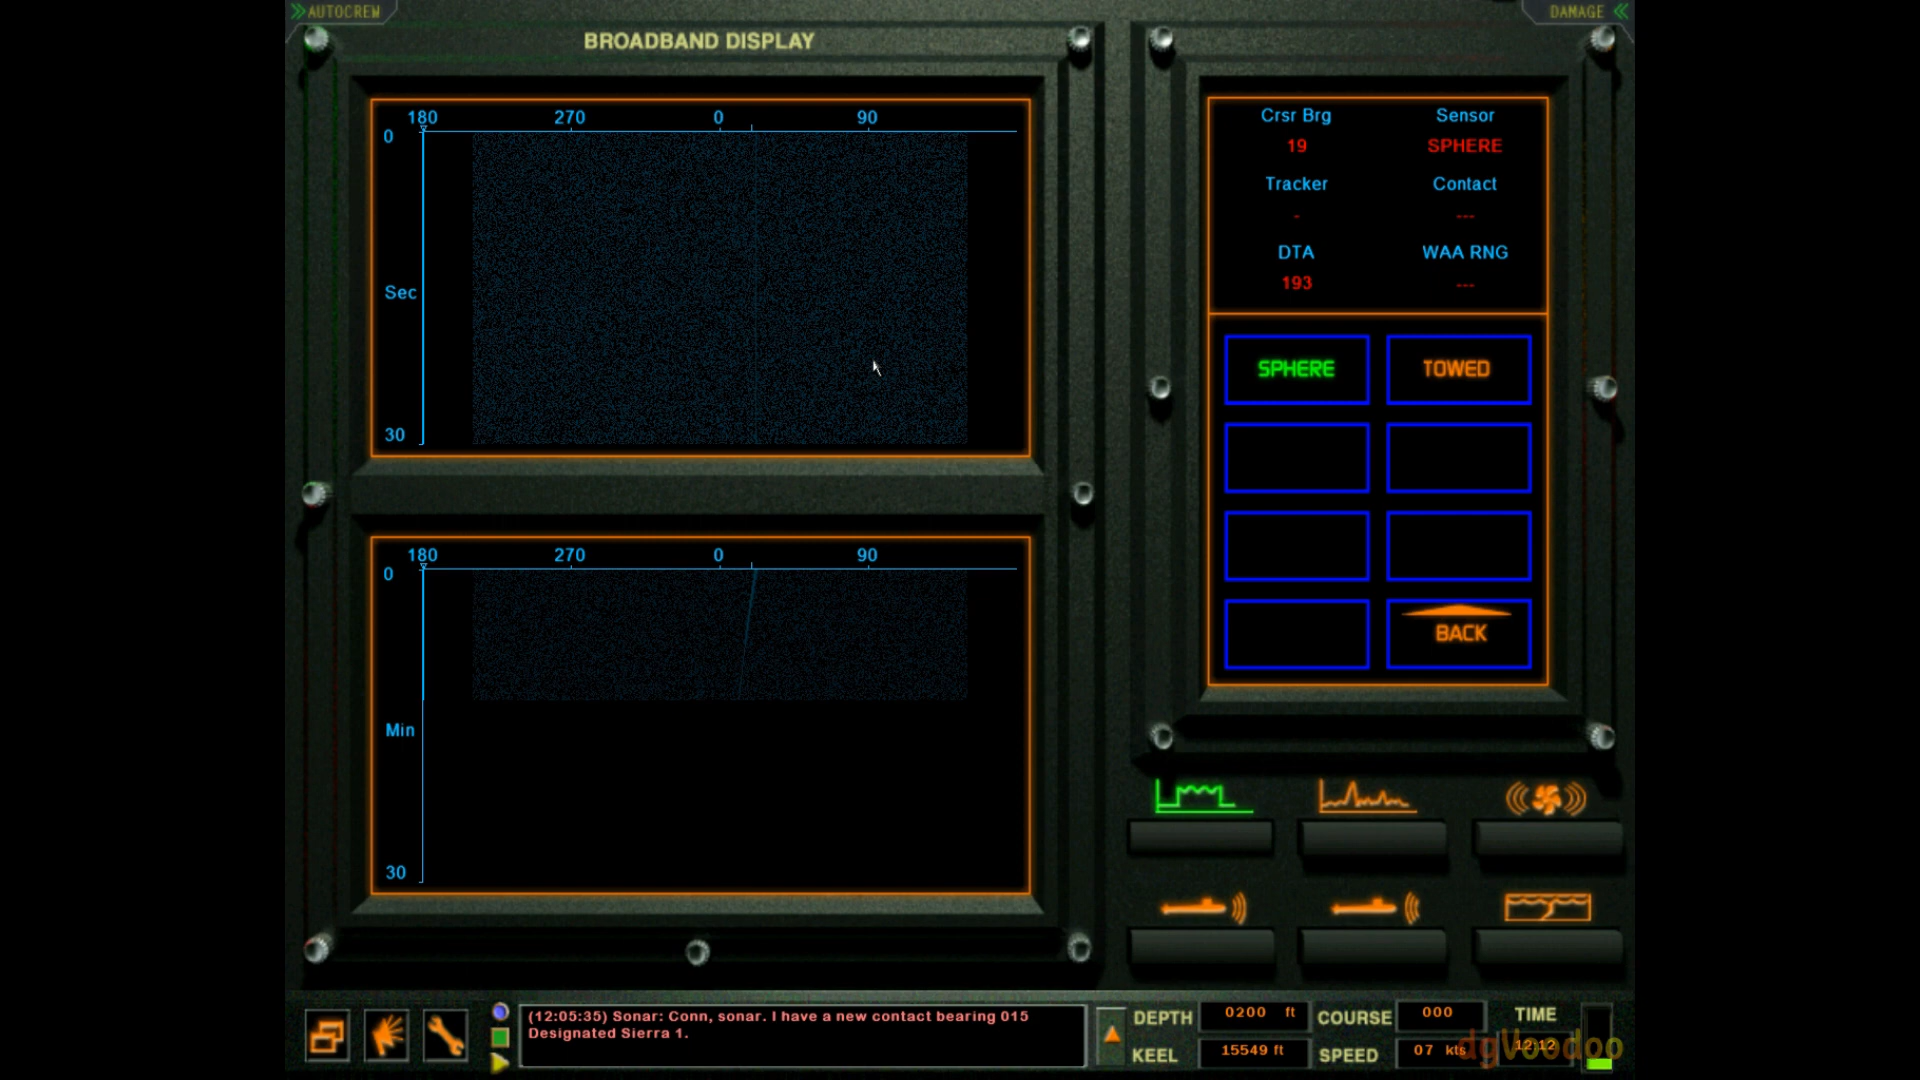 AUTOCREW
DAMAGE
BROADBAND DISPLAY
180 270 0 90
0
Sec
30
180 270 0 90
0
Min
30
Crsr Brg Sensor
19 SPHERE
Tracker Contact
- ---
DTA WAA RNG
193 ---
SPHERE TOWED
BACK
(12:05:35) Sonar: Conn, sonar. I have a new contact bearing 015
Designated Sierra 1.
DEPTH 0200 ft COURSE 000 TIME
KEEL 15549 ft SPEED 07 kts 12:12
dgVoodoo